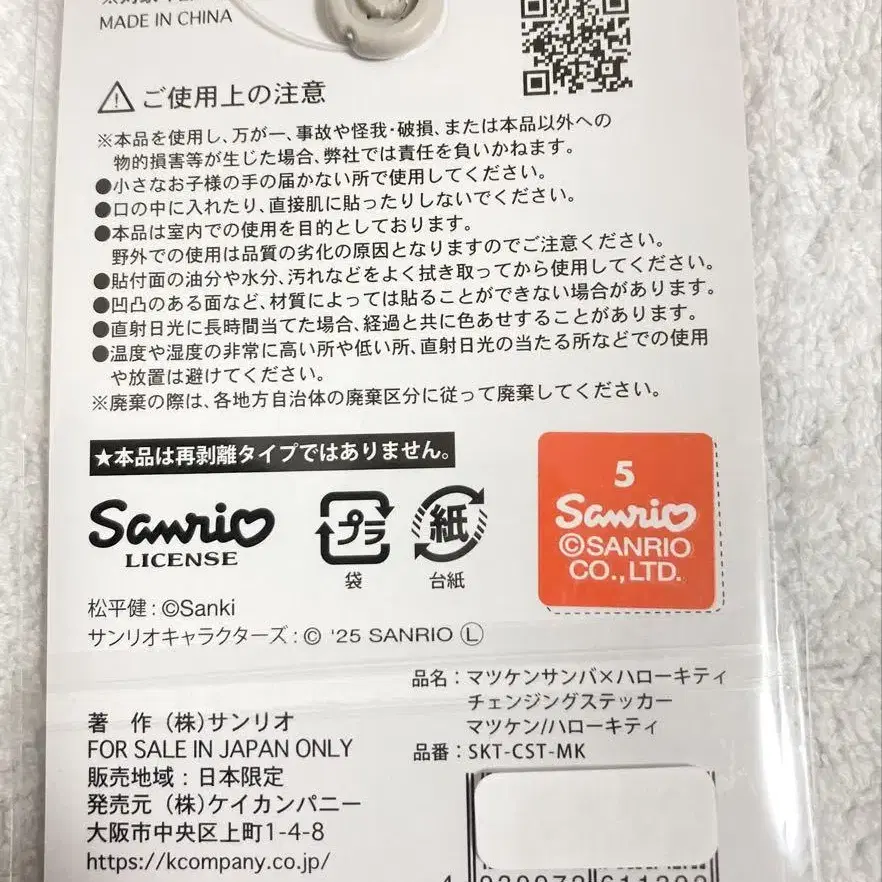 MADE IN CHINA
ご使用上の注意
※本品を使用し、万が一、事故や怪我・破損、または本品以外への
物的損害等が生じた場合、弊社では責任を負いかねます。
●小さなお子様の手の届かない所で使用してください。
●口の中に入れたり、直接肌に貼ったりしないでください。
●本品は室内での使用を目的としております。
野外での使用は品質の劣化の原因となりますのでご注意ください。
●貼付面の油分や水分、汚れなどをよく拭き取ってから使用してください。
●凹凸のある面など、材質によっては貼ることができない場合があります。
●直射日光に長時間当てた場合、経過と共に色あせすることがあります。
●温度や湿度の非常に高い所や低い所、直射日光の当たる所などでの使用
や放置は避けてください。
※廃棄の際は、各地方自治体の廃棄区分に従って廃棄してください。
★本品は再剥離タイプではありません。
Sanrio
LICENSE
プラ
袋
紙
台紙
5
Sanrio
©SANRIO
CO.,LTD.
松平健:©Sanki
サンリオキャラクターズ:© '25 SANRIO Ⓛ
品名:マツケンサンバ×ハローキティ
チェンジングステッカー
マツケン//ハローキティ
品番:SKT-CST-MK
著 作 (株)サンリオ
FOR SALE IN JAPAN ONLY
販売地域:日本限定
発売元 (株)ケイカンパニー
大阪市中央区上町1-4-8
https://kcompany.co.jp/